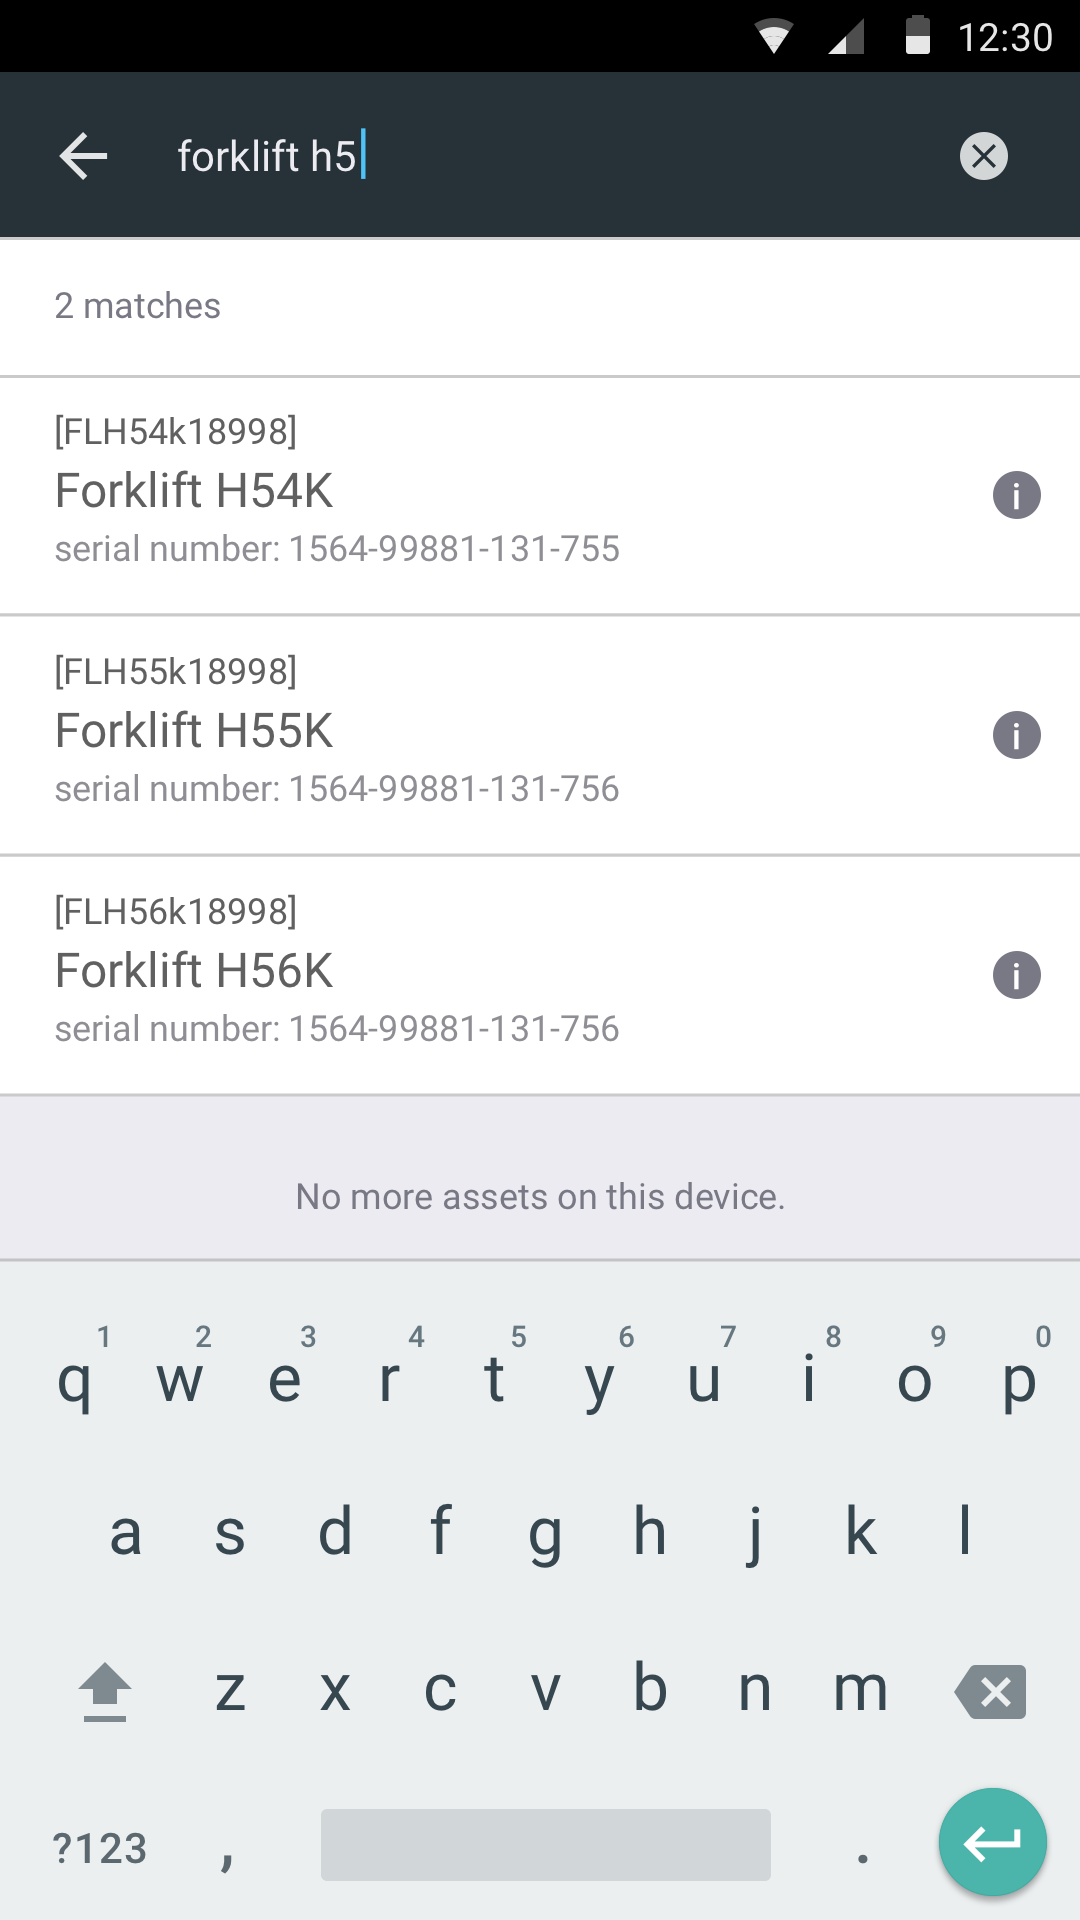 12:30
forklift h5
2 matches
[FLH54k18998]
Forklift H54K
serial number: 1564-99881-131-755
[FLH55k18998]
Forklift H55K
serial number: 1564-99881-131-756
[FLH56k18998]
Forklift H56K
serial number: 1564-99881-131-756
No more assets on this device.
1 2 3 4 5 6 7 8 9 0
q w e r t y u i o p
a s d f g h j k l
z x c v b n m
?123 , .